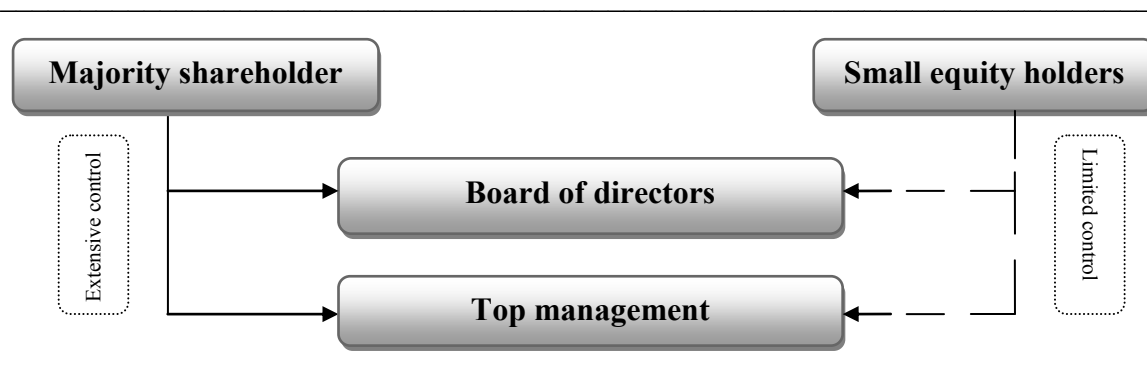 Majority shareholder
Small equity holders
Extensive control
Limited control
Board of directors
Top management